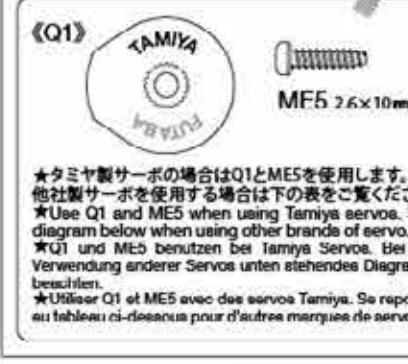 《Q1》
TAMIYA
FUTABA
ME5 2.6×10mm
★タミヤ製サーボの場合はQ1とME5を使用します。
他社製サーボを使用する場合は下の表をご覧くださ
★Use Q1 and ME5 when using Tamiya servos.
diagram below when using other brands of servo.
★Q1 und ME5 benutzen bei Tamiya Servos. Bei
Verwendung anderer Servos unten stehendes Diagra
beachten.
★Utiliser Q1 et ME5 avec des servos Tamiya. Se repo
au tableau ci-dessous pour d'autres marques de servo